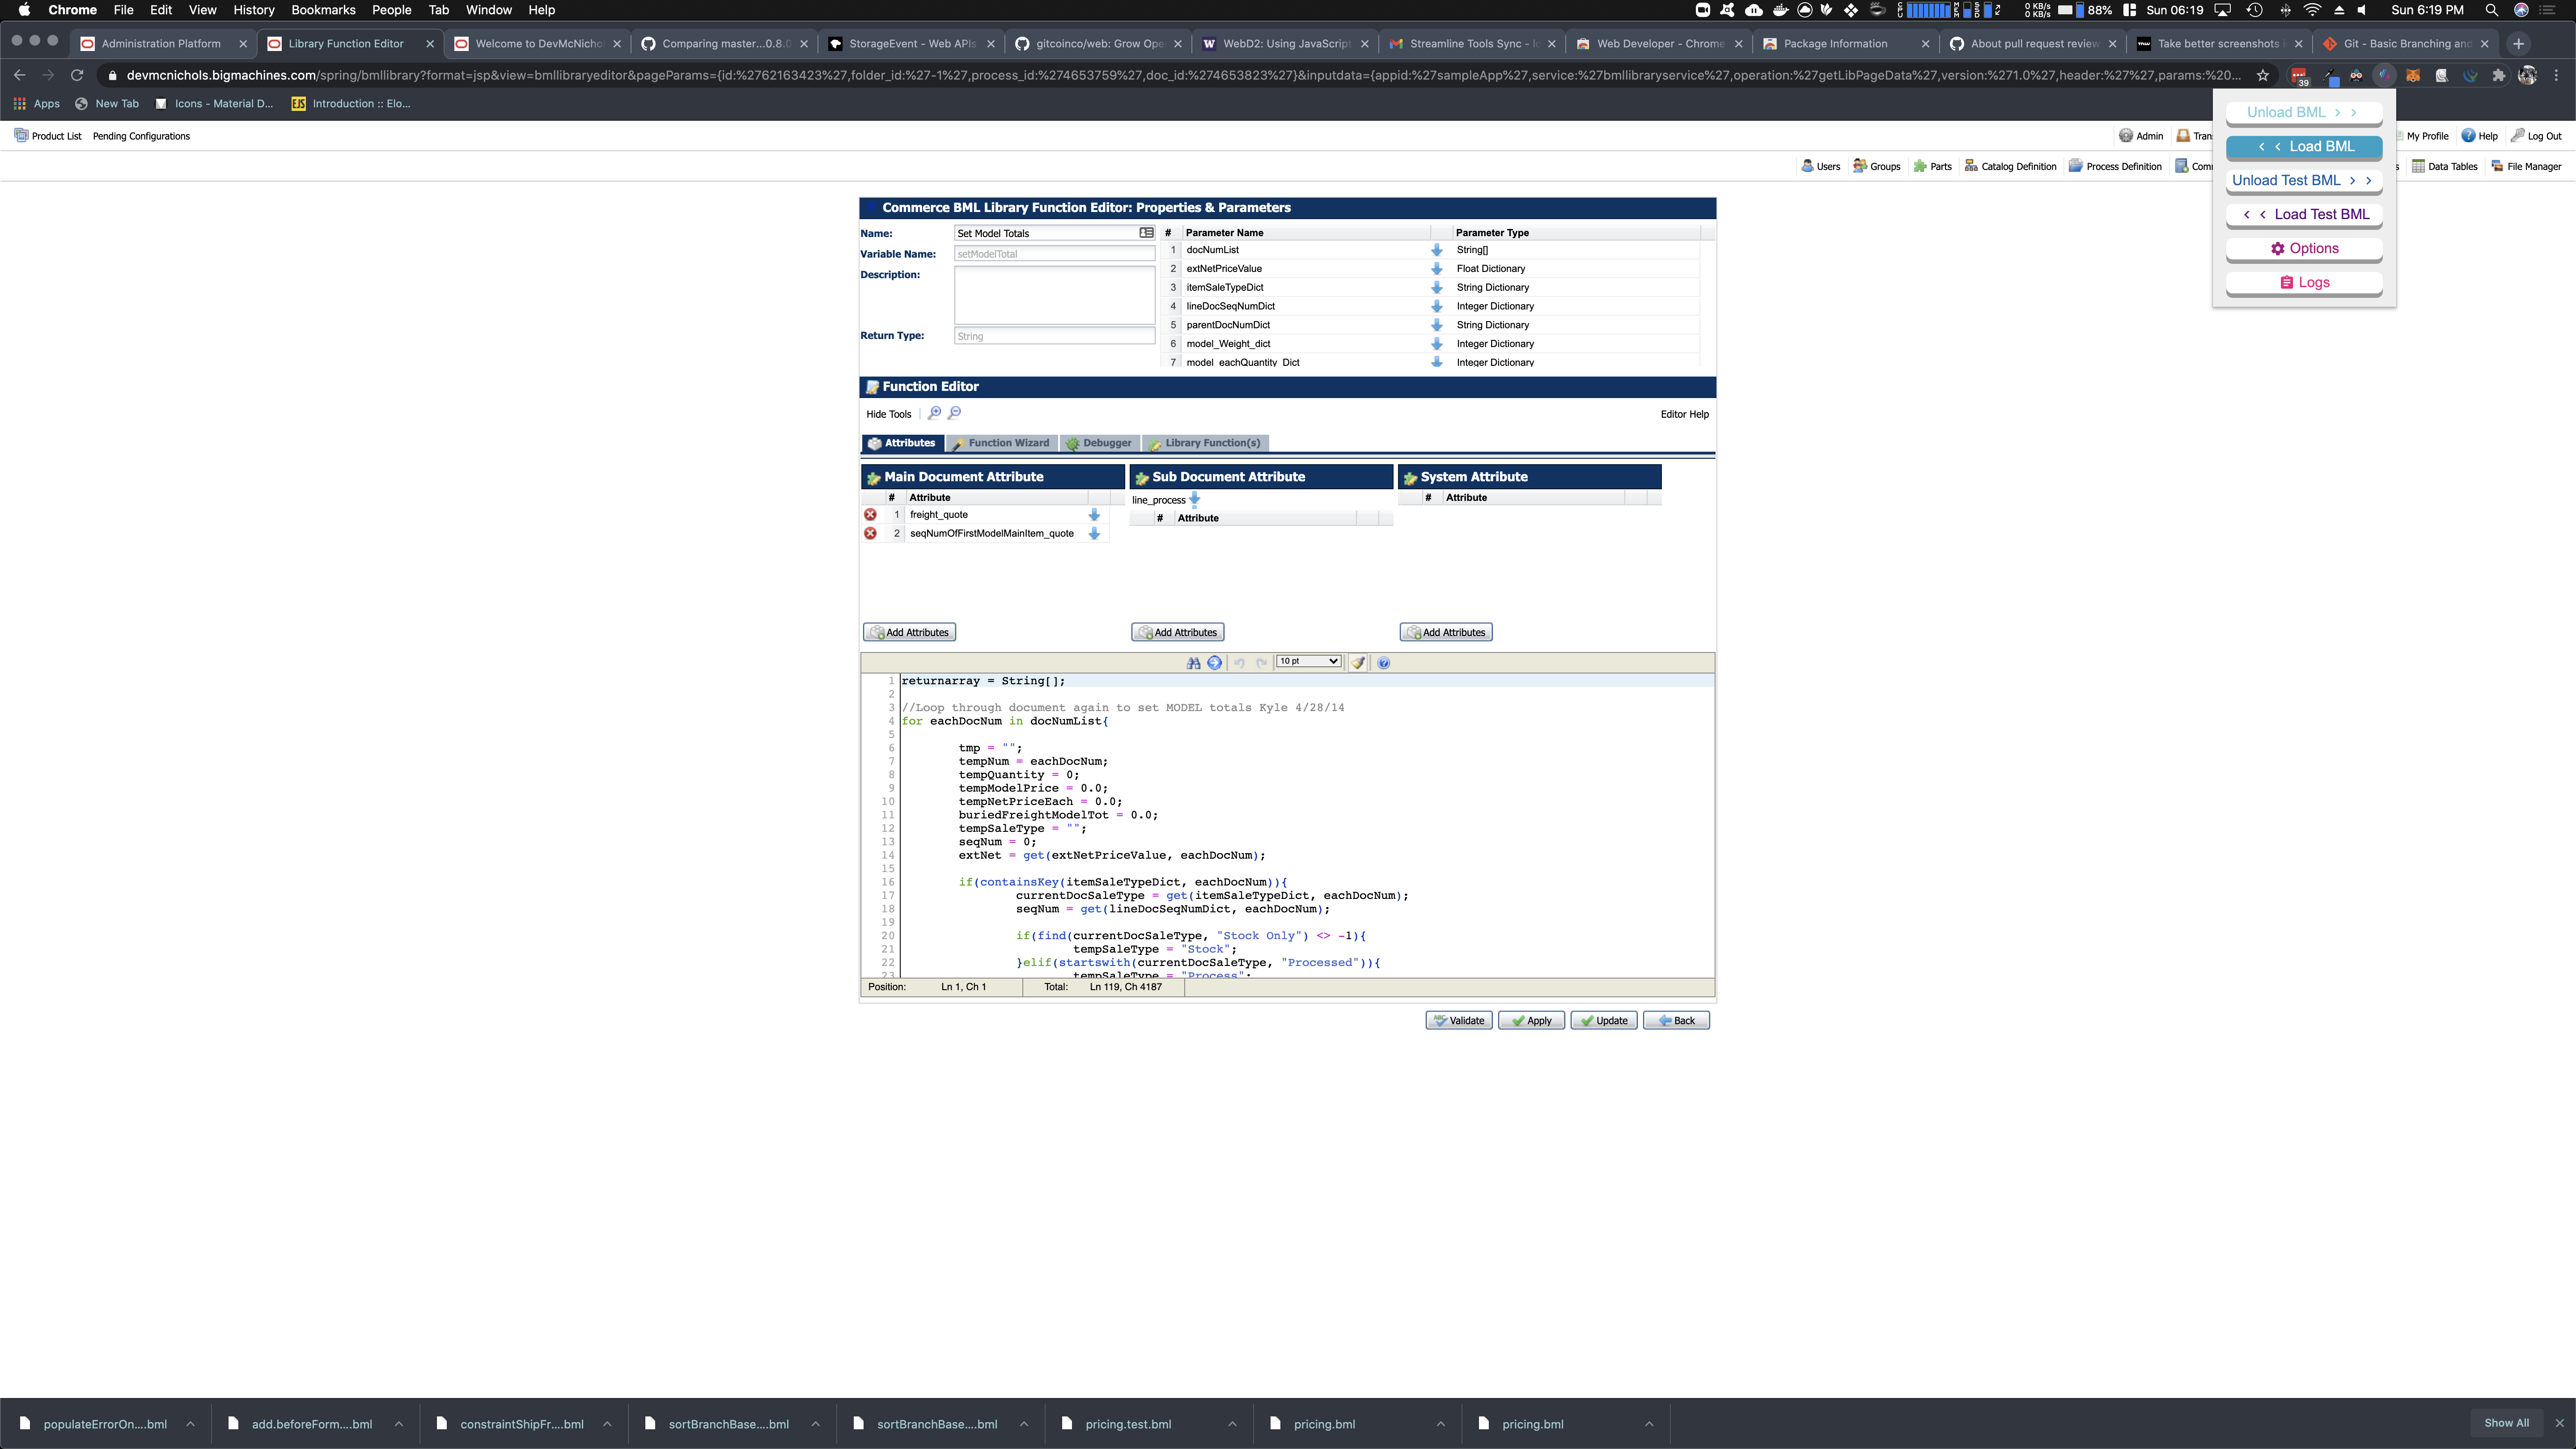 Chrome File Edit View History Bookmarks People Tab Window Help
0 KB/s
0 KB/s
88%
Sun 06:19
Sun 6:19 PM
Administration Platform
Library Function Editor
Welcome to DevMcNichol
Comparing master...0.8.0
StorageEvent - Web APIs
gitcoinco/web: Grow Ope
WebD2: Using JavaScript
Streamline Tools Sync - 
Web Developer - Chrome
Package Information
About pull request review
Take better screenshots
Git - Basic Branching and
devmcnichols.bigmachines.com/spring/bmllibrary?format=jsp&view=bmllibraryeditor&pageParams={id:%2762163423%27,folder_id:%27-1%27,process_id:%274653759%27,doc_id:%274653823%27}&inputdata={appid:%27sampleApp%27,service:%27bmllibraryservice%27,operation:%27getLibPageData%27,version:%271.0%27,header:%27%27,params:%20...
39
Apps New Tab Icons - Material D... EJS Introduction :: Elo...
Product List Pending Configurations
Admin Tran My Profile Help Log Out
Users Groups Parts Catalog Definition Process Definition Com s Data Tables File Manager
Unload BML > >
< < Load BML
Unload Test BML > >
< < Load Test BML
Options
Logs
Commerce BML Library Function Editor: Properties & Parameters
Name: Set Model Totals
Variable Name: setModelTotal
Description:
Return Type: String
# Parameter Name Parameter Type
1 docNumList String[]
2 extNetPriceValue Float Dictionary
3 itemSaleTypeDict String Dictionary
4 lineDocSeqNumDict Integer Dictionary
5 parentDocNumDict String Dictionary
6 model_Weight_dict Integer Dictionary
7 model_eachQuantity_Dict Integer Dictionary
Function Editor
Hide Tools Editor Help
Attributes Function Wizard Debugger Library Function(s)
Main Document Attribute
# Attribute
1 freight_quote
2 seqNumOfFirstModelMainItem_quote
Add Attributes
Sub Document Attribute
line_process
# Attribute
Add Attributes
System Attribute
# Attribute
Add Attributes
10 pt
1 returnarray = String[];
2
3 //Loop through document again to set MODEL totals Kyle 4/28/14
4 for eachDocNum in docNumList{
5
6 tmp = "";
7 tempNum = eachDocNum;
8 tempQuantity = 0;
9 tempModelPrice = 0.0;
10 tempNetPriceEach = 0.0;
11 buriedFreightModelTot = 0.0;
12 tempSaleType = "";
13 seqNum = 0;
14 extNet = get(extNetPriceValue, eachDocNum);
15
16 if(containsKey(itemSaleTypeDict, eachDocNum)){
17 currentDocSaleType = get(itemSaleTypeDict, eachDocNum);
18 seqNum = get(lineDocSeqNumDict, eachDocNum);
19
20 if(find(currentDocSaleType, "Stock Only") <> -1){
21 tempSaleType = "Stock";
22 }elif(startswith(currentDocSaleType, "Processed")){
23 tempSaleType = "Process";
Position: Ln 1, Ch 1 Total: Ln 119, Ch 4187
Validate Apply Update Back
populateErrorOn....bml
add.beforeForm....bml
constraintShipFr....bml
sortBranchBase....bml
sortBranchBase....bml
pricing.test.bml
pricing.bml
pricing.bml
Show All